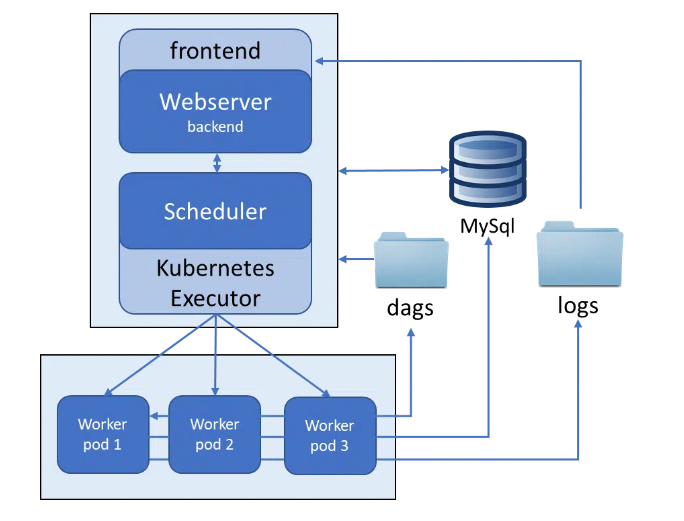 frontend
Webserver
backend
Scheduler
Kubernetes
Executor
MySql
dags
logs
Worker
pod 1
Worker
pod 2
Worker
pod 3